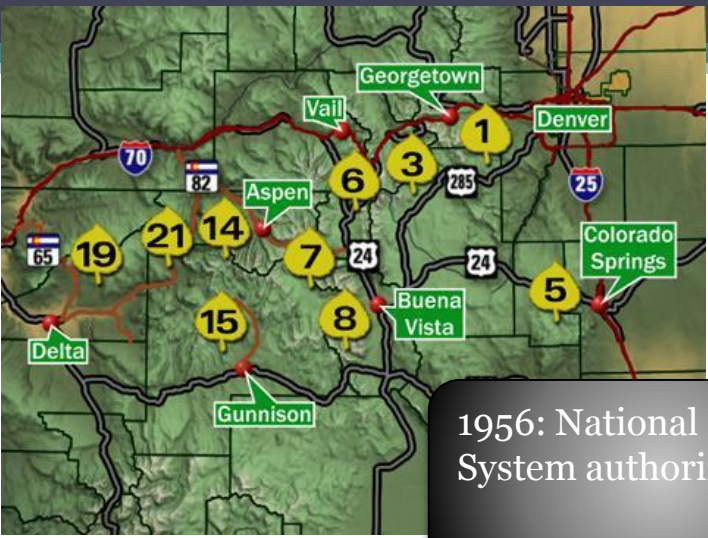 Georgetown
Vail
1
Denver
70
82
6
3
285
25
Aspen
65
19
21
14
7
24
24
Colorado
Springs
5
15
8
Buena
Vista
Delta
Gunnison
1956: National
System